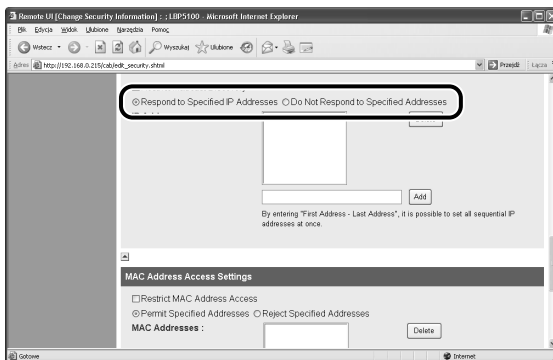 Remote UI [Change Security Information] : ; LBP5100 - Microsoft Internet Explorer
Plik Edycja Widok Ulubione Narzędzia Pomoc
Wstecz Wyszukaj Ulubione
Adres http://192.168.0.215/cab/edit_security.shtml Przejdź Łącza
Respond to Specified IP Addresses Do Not Respond to Specified Addresses
Add
By entering "First Address - Last Address", it is possible to set all sequential IP
addresses at once.
MAC Address Access Settings
Restrict MAC Address Access
Permit Specified Addresses Reject Specified Addresses
MAC Addresses : Delete
Gotowe Internet